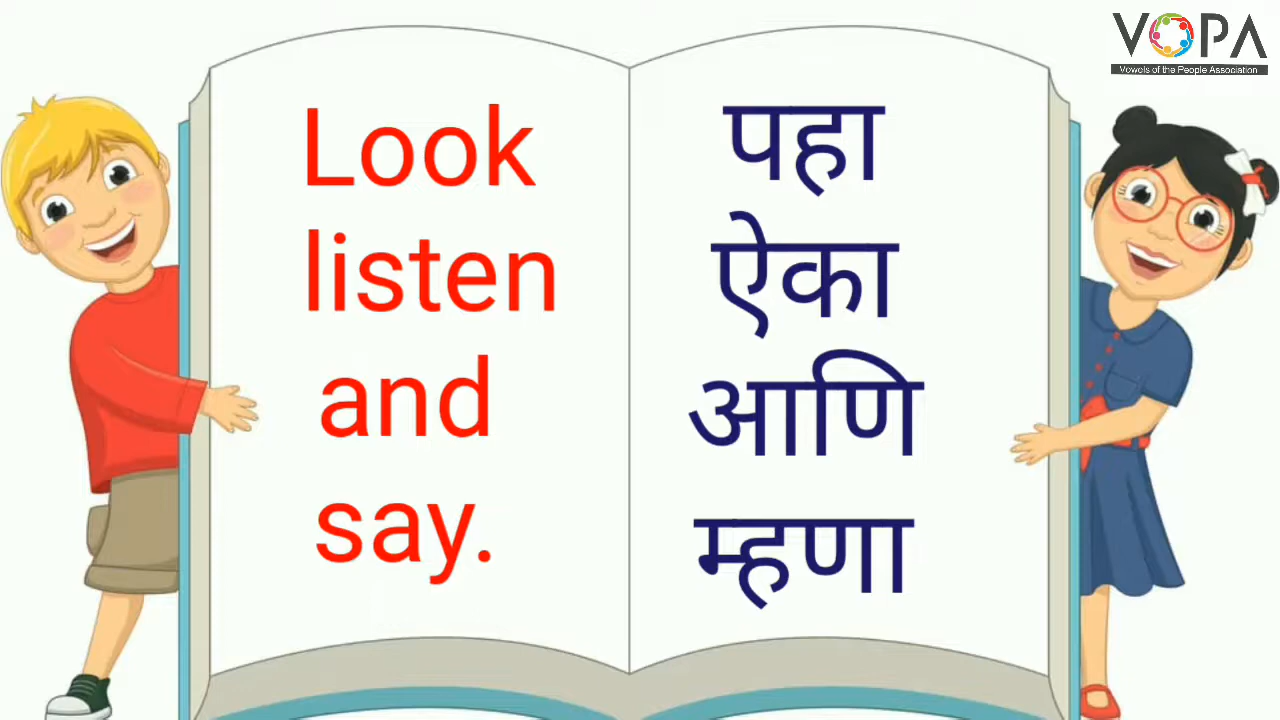 VOPA
Vowels of the People Association
Look
listen
and
say.
पहा
ऐका
आणि
म्हणा